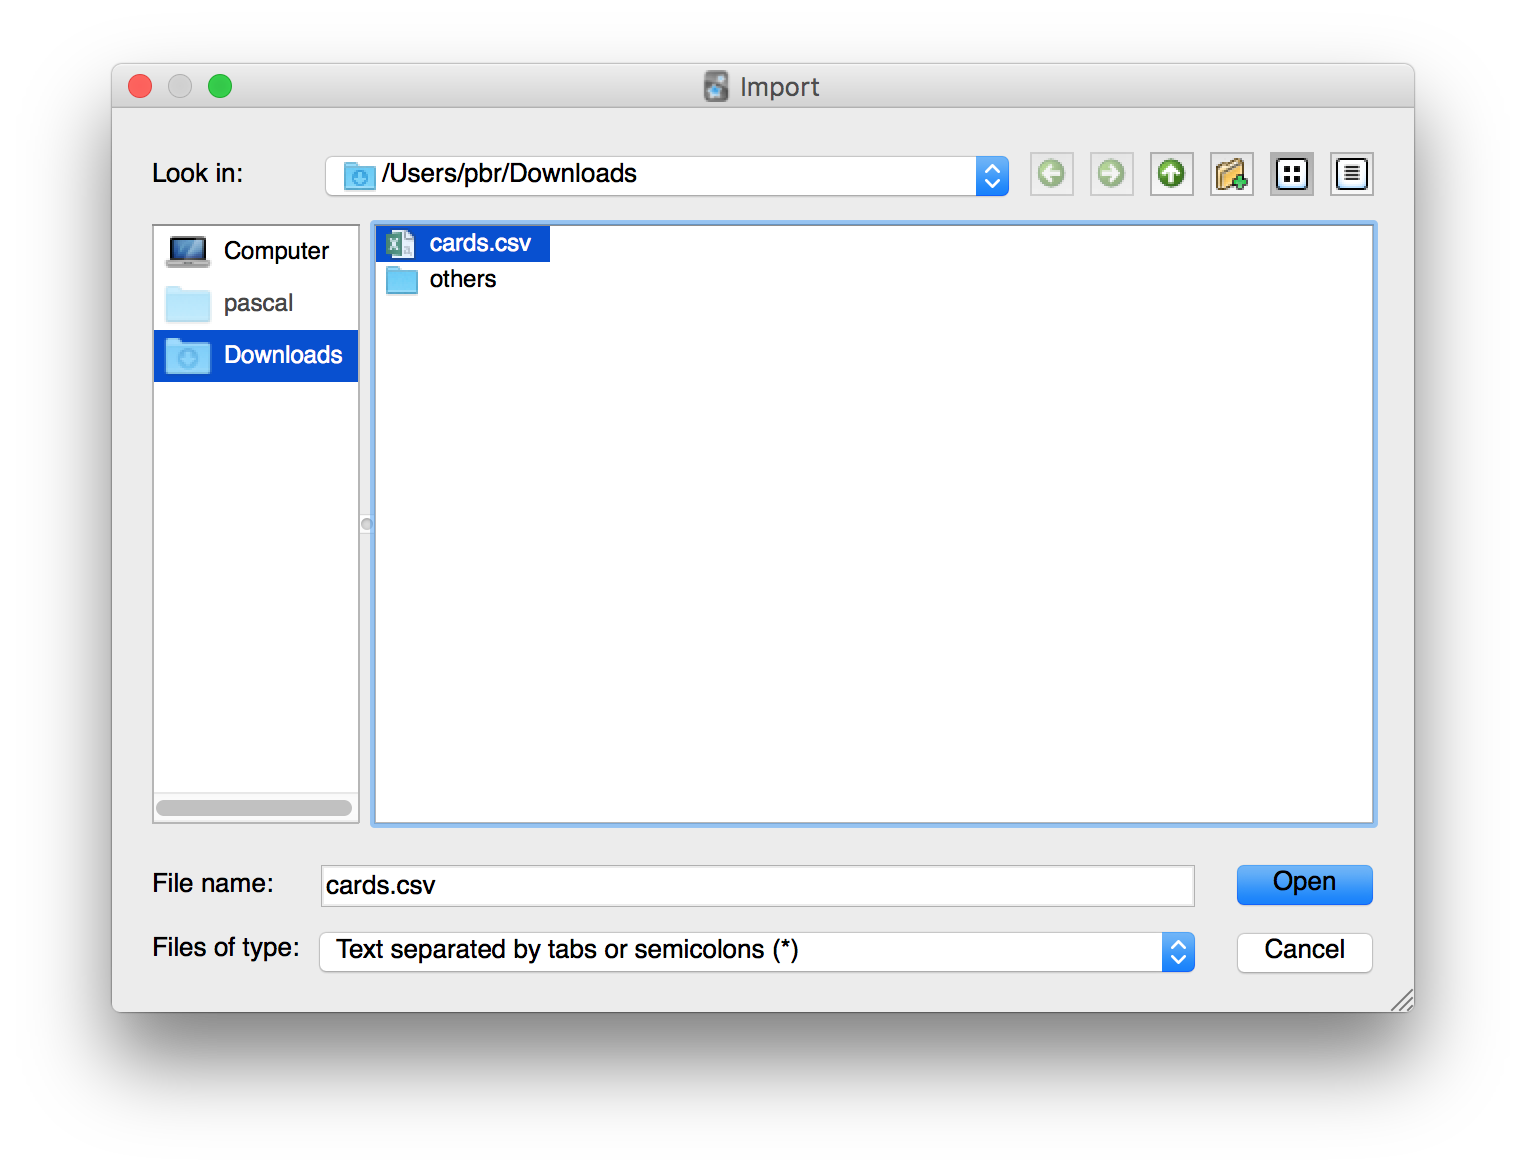 Import
Look in: /Users/pbr/Downloads
Computer
pascal
Downloads
cards.csv
others
File name: cards.csv
Open
Files of type: Text separated by tabs or semicolons (*)
Cancel